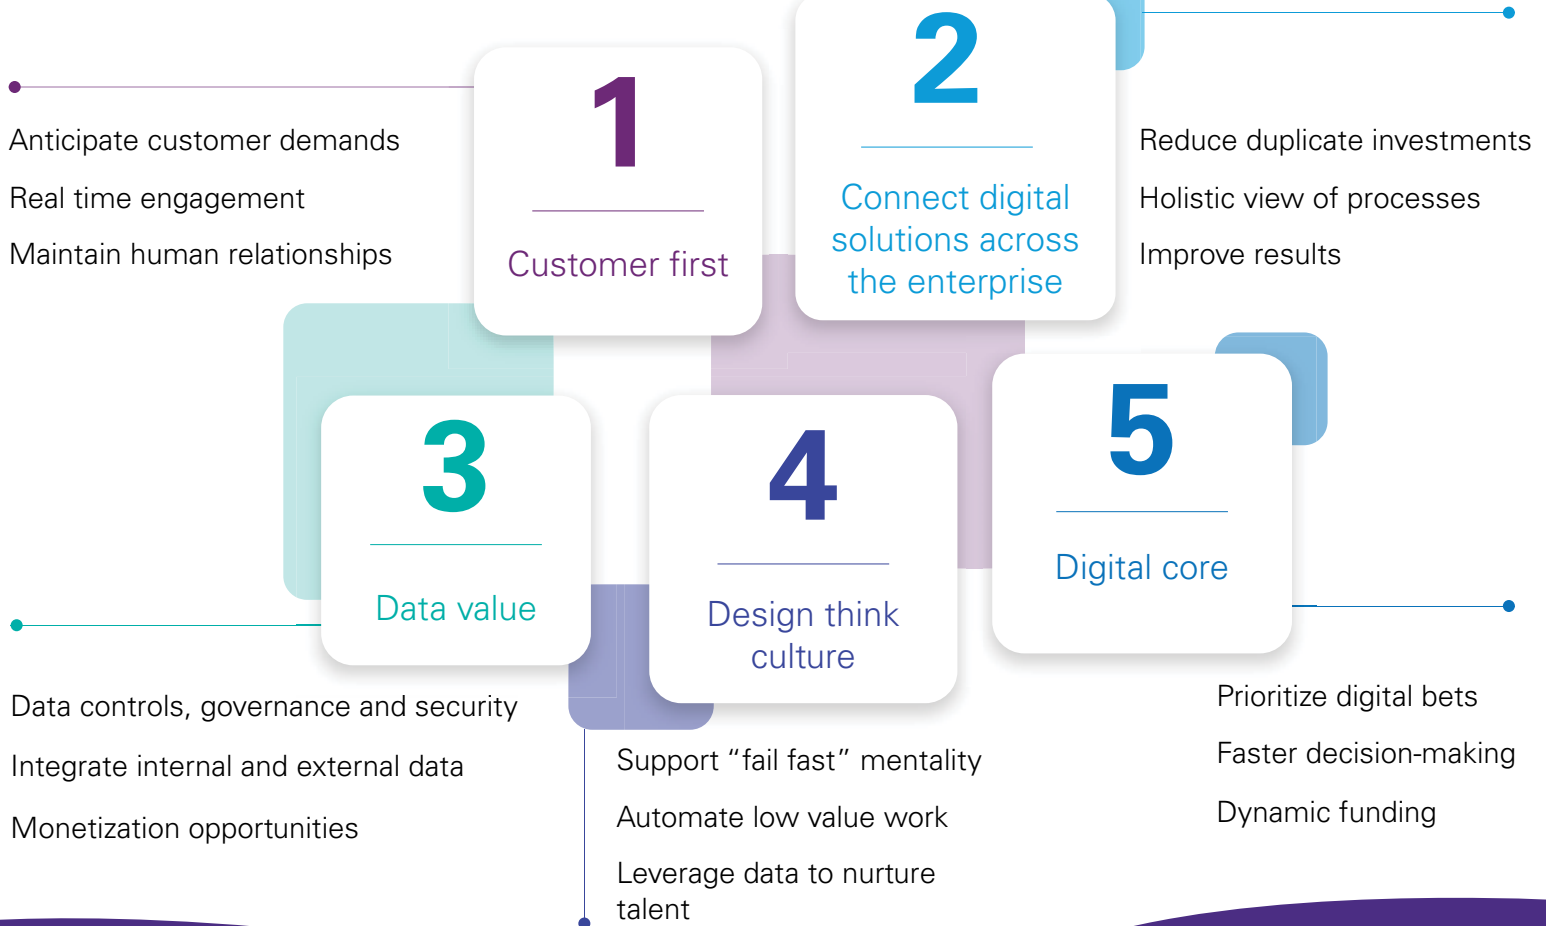 1
Customer first
Anticipate customer demands
Real time engagement
Maintain human relationships
2
Connect digital
solutions across
the enterprise
Reduce duplicate investments
Holistic view of processes
Improve results
3
Data value
Data controls, governance and security
Integrate internal and external data
Monetization opportunities
4
Design think
culture
Support “fail fast” mentality
Automate low value work
Leverage data to nurture
talent
5
Digital core
Prioritize digital bets
Faster decision-making
Dynamic funding